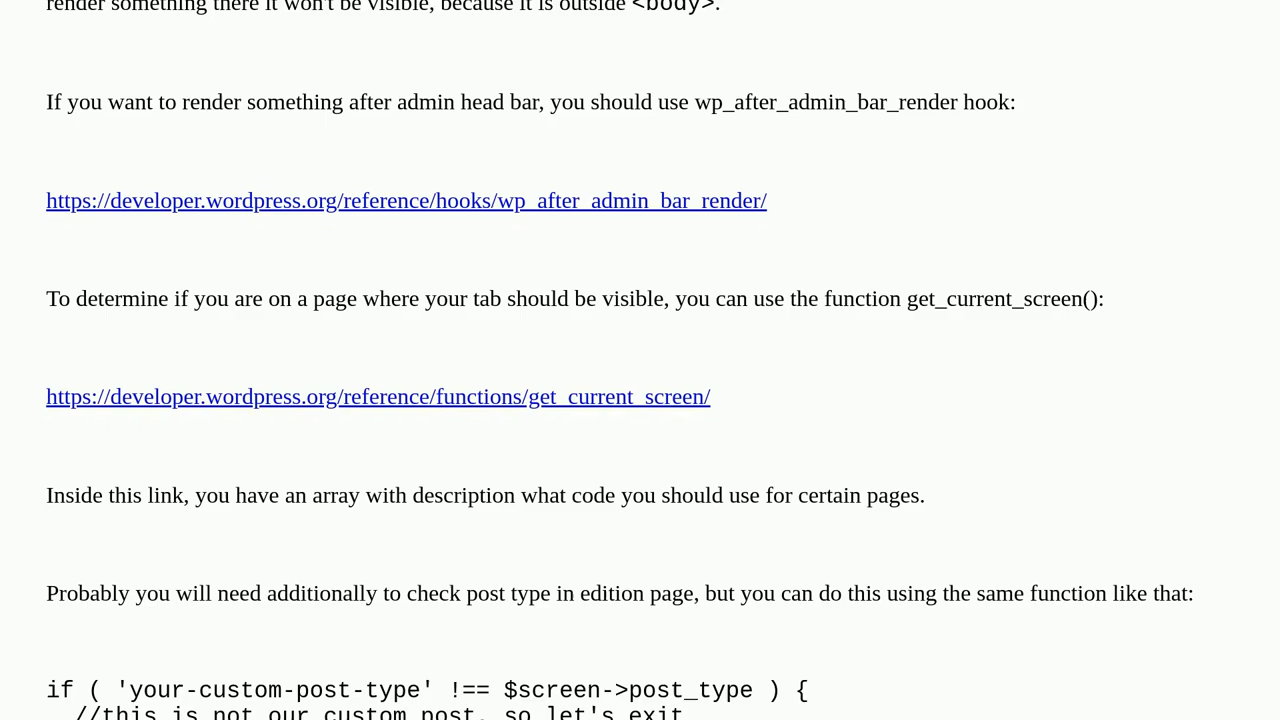 render something there it won't be visible, because it is outside <body>.
If you want to render something after admin head bar, you should use wp_after_admin_bar_render hook:
https://developer.wordpress.org/reference/hooks/wp_after_admin_bar_render/
To determine if you are on a page where your tab should be visible, you can use the function get_current_screen():
https://developer.wordpress.org/reference/functions/get_current_screen/
Inside this link, you have an array with description what code you should use for certain pages.
Probably you will need additionally to check post type in edition page, but you can do this using the same function like that:
if ( 'your-custom-post-type' !== $screen->post_type ) {
//this is not our custom post, so let's exit